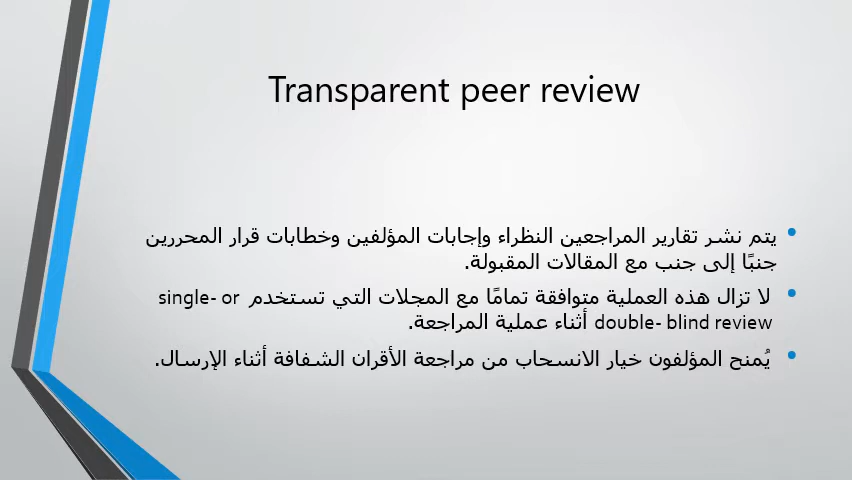 Transparent peer review
يتم نشر تقارير المراجعين النظراء وإجابات المؤلفين وخطابات قرار المحررين
جنبًا إلى جنب مع المقالات المقبولة.
لا تزال هذه العملية متوافقة تمامًا مع المجلات التي تستخدم single- or
double- blind review أثناء عملية المراجعة.
يُمنح المؤلفون خيار الانسحاب من مراجعة الأقران الشفافة أثناء الإرسال.